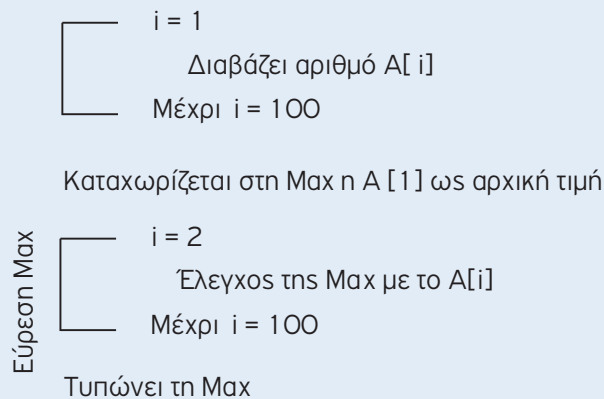 i = 1
Διαβάζει αριθμό A[ i]
Μέχρι i = 100
Καταχωρίζεται στη Max η A [1] ως αρχική τιμή
Εύρεση Max
i = 2
Έλεγχος της Max με το A[i]
Μέχρι i = 100
Τυπώνει τη Max